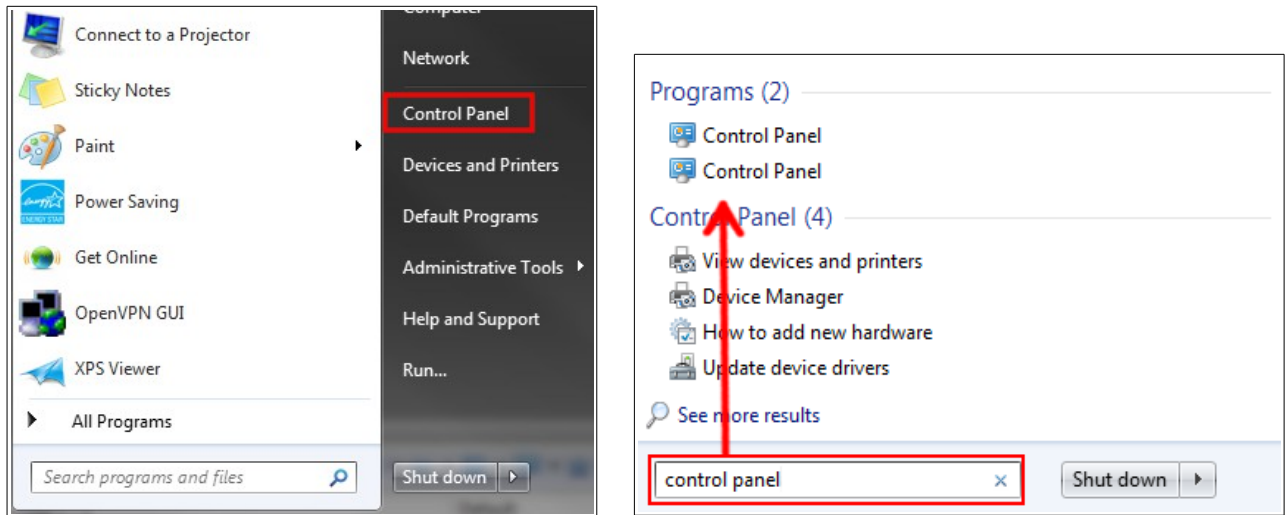 Connect to a Projector
Sticky Notes
Paint
Power Saving
Get Online
OpenVPN GUI
XPS Viewer
All Programs
Search programs and files
Computer
Network
Control Panel
Devices and Printers
Default Programs
Administrative Tools
Help and Support
Run...
Shut down
Programs (2)
Control Panel
Control Panel
Control Panel (4)
View devices and printers
Device Manager
How to add new hardware
Update device drivers
See more results
control panel
Shut down